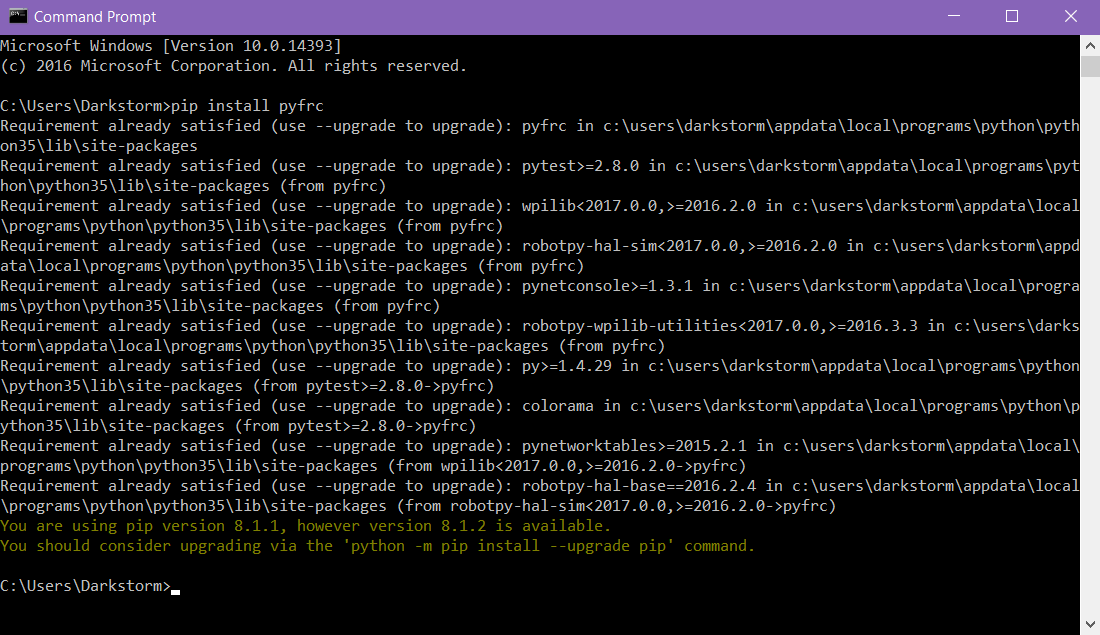 Command Prompt
Microsoft Windows [Version 10.0.14393]
(c) 2016 Microsoft Corporation. All rights reserved.
C:\Users\Darkstorm>pip install pyfrc
Requirement already satisfied (use --upgrade to upgrade): pyfrc in c:\users\darkstorm\appdata\local\programs\python\pyth
on35\lib\site-packages
Requirement already satisfied (use --upgrade to upgrade): pytest>=2.8.0 in c:\users\darkstorm\appdata\local\programs\pyt
hon\python35\lib\site-packages (from pyfrc)
Requirement already satisfied (use --upgrade to upgrade): wpilib<2017.0.0,>=2016.2.0 in c:\users\darkstorm\appdata\local
\programs\python\python35\lib\site-packages (from pyfrc)
Requirement already satisfied (use --upgrade to upgrade): robotpy-hal-sim<2017.0.0,>=2016.2.0 in c:\users\darkstorm\appd
ata\local\programs\python\python35\lib\site-packages (from pyfrc)
Requirement already satisfied (use --upgrade to upgrade): pynetconsole>=1.3.1 in c:\users\darkstorm\appdata\local\progra
ms\python\python35\lib\site-packages (from pyfrc)
Requirement already satisfied (use --upgrade to upgrade): robotpy-wpilib-utilities<2017.0.0,>=2016.3.3 in c:\users\darks
torm\appdata\local\programs\python\python35\lib\site-packages (from pyfrc)
Requirement already satisfied (use --upgrade to upgrade): py>=1.4.29 in c:\users\darkstorm\appdata\local\programs\python
\python35\lib\site-packages (from pytest>=2.8.0->pyfrc)
Requirement already satisfied (use --upgrade to upgrade): colorama in c:\users\darkstorm\appdata\local\programs\python\p
ython35\lib\site-packages (from pytest>=2.8.0->pyfrc)
Requirement already satisfied (use --upgrade to upgrade): pynetworktables>=2015.2.1 in c:\users\darkstorm\appdata\local\
programs\python\python35\lib\site-packages (from wpilib<2017.0.0,>=2016.2.0->pyfrc)
Requirement already satisfied (use --upgrade to upgrade): robotpy-hal-base==2016.2.4 in c:\users\darkstorm\appdata\local
\programs\python\python35\lib\site-packages (from robotpy-hal-sim<2017.0.0,>=2016.2.0->pyfrc)
You are using pip version 8.1.1, however version 8.1.2 is available.
You should consider upgrading via the 'python -m pip install --upgrade pip' command.
C:\Users\Darkstorm>